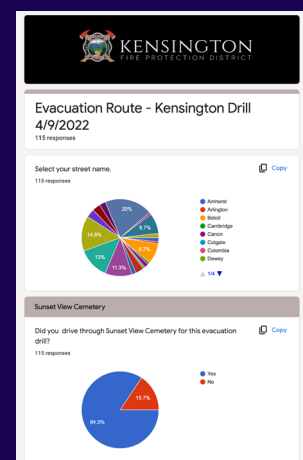 KENSINGTON
FIRE PROTECTION DISTRICT
Evacuation Route - Kensington Drill
4/9/2022
115 responses
Select your street name.
Copy
115 responses
20%
8.7%
8.7%
11.3%
13%
14.8%
Amherst
Arlington
Beloit
Cambridge
Canon
Colgate
Colombia
Dewey
1/4
Sunset View Cemetery
Did you drive through Sunset View Cemetery for this evacuation
drill?
Copy
115 responses
Yes
No
15.7%
84.3%